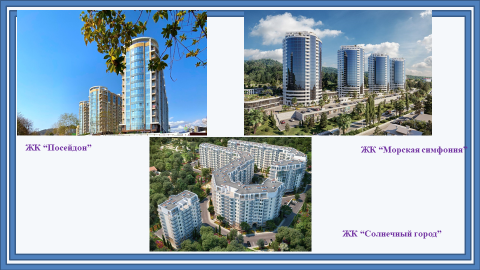 ЖК “Посейдон”
ЖК “Морская симфония”
ЖК “Солнечный город”